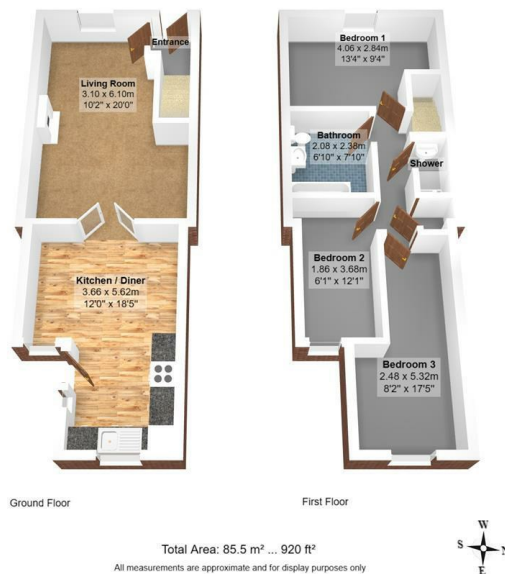 Entrance
Living Room
3.10 x 6.10m
10'2" x 20'0"
Kitchen / Diner
3.66 x 5.62m
12'0" x 18'5"
Bedroom 1
4.06 x 2.84m
13'4" x 9'4"
Bathroom
2.08 x 2.38m
6'10" x 7'10"
Shower
Bedroom 2
1.86 x 3.68m
6'1" x 12'1"
Bedroom 3
2.48 x 5.32m
8'2" x 17'5"
Ground Floor
First Floor
Total Area: 85.5 m² ... 920 ft²
All measurements are approximate and for display purposes only
W
S
N
E